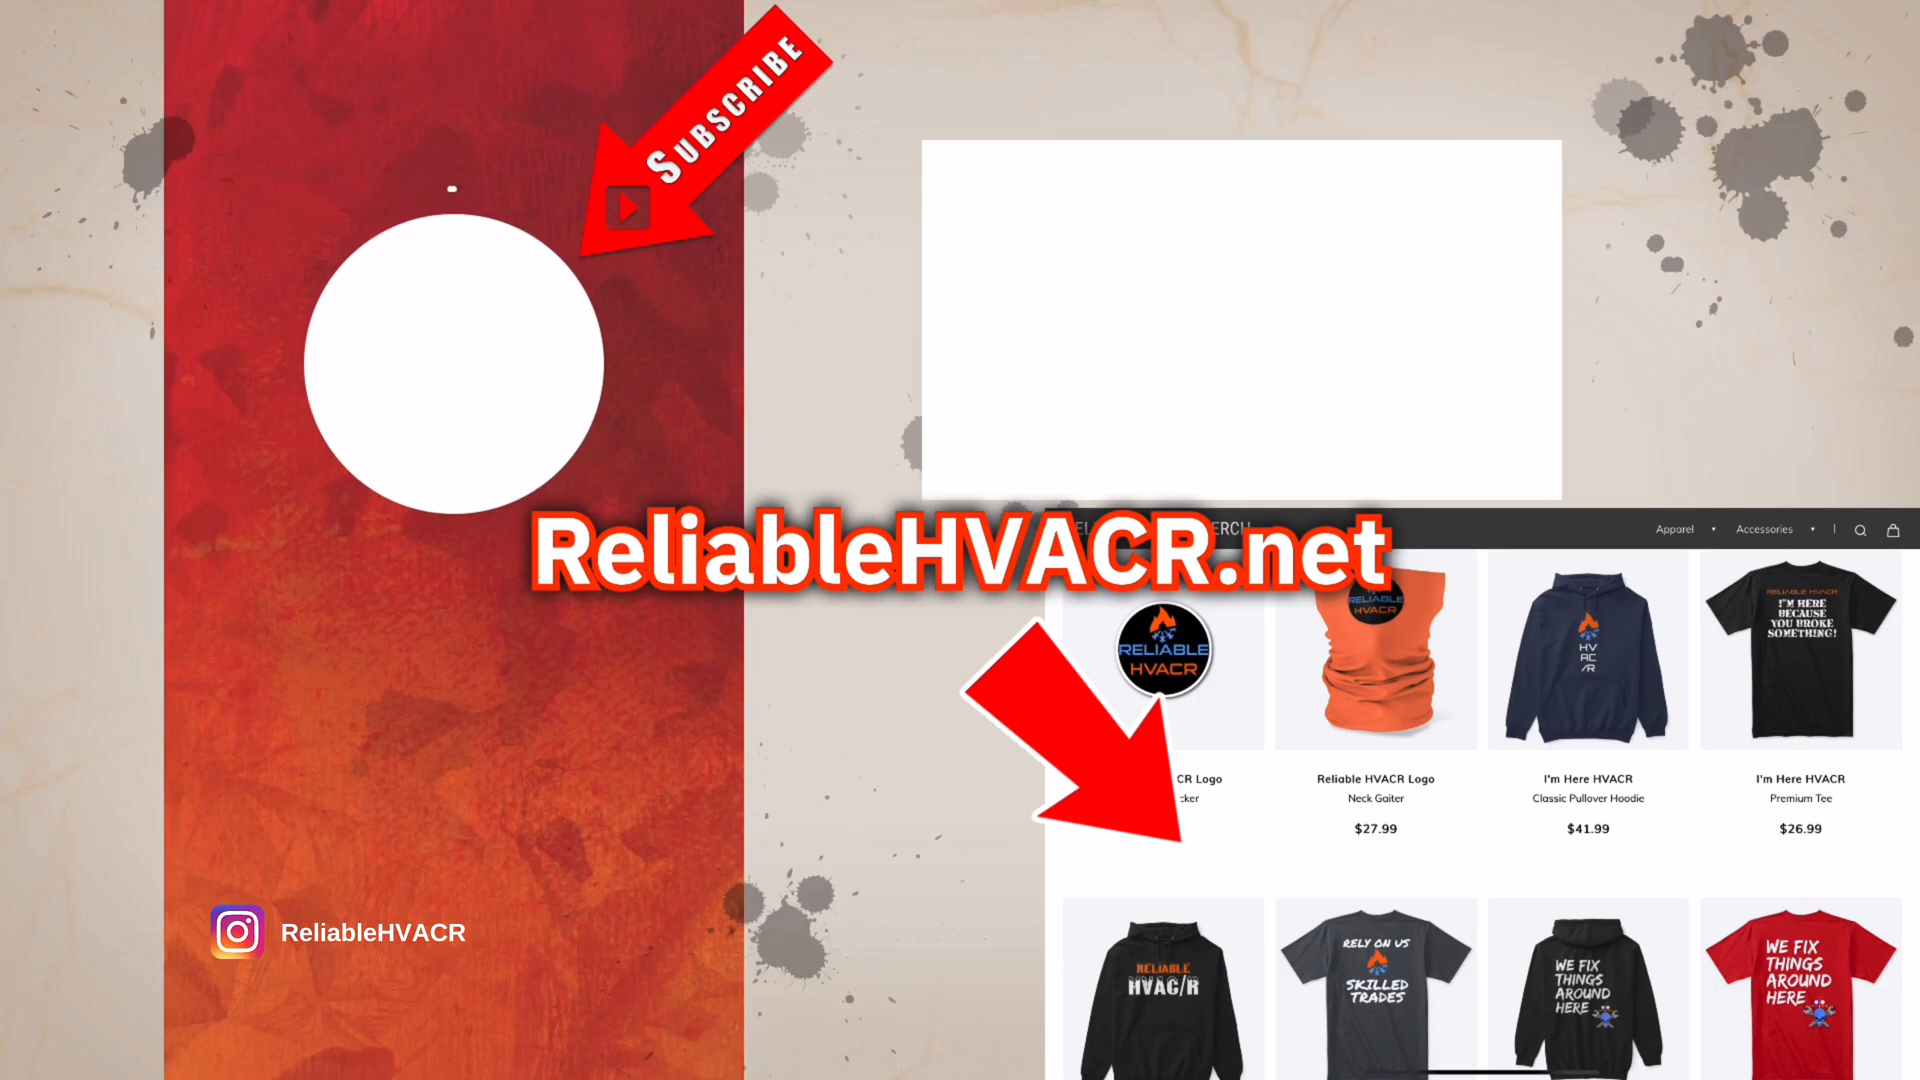 SUBSCRIBE
ReliableHVACR.net
ERCH
Apparel
Accessories
RELIABLE
HVACR
RELIABLE
HVACR
HV
AC
/R
RELIABLE HVACR
I'M HERE
BECAUSE
YOU BROKE
SOMETHING!
CR Logo
cker
Reliable HVACR Logo
Neck Gaiter
$27.99
I'm Here HVACR
Classic Pullover Hoodie
$41.99
I'm Here HVACR
Premium Tee
$26.99
RELIABLE
HVAC/R
RELY ON US
SKILLED
TRADES
WE FIX
THINGS
AROUND
HERE
WE FIX
THINGS
AROUND
HERE
ReliableHVACR